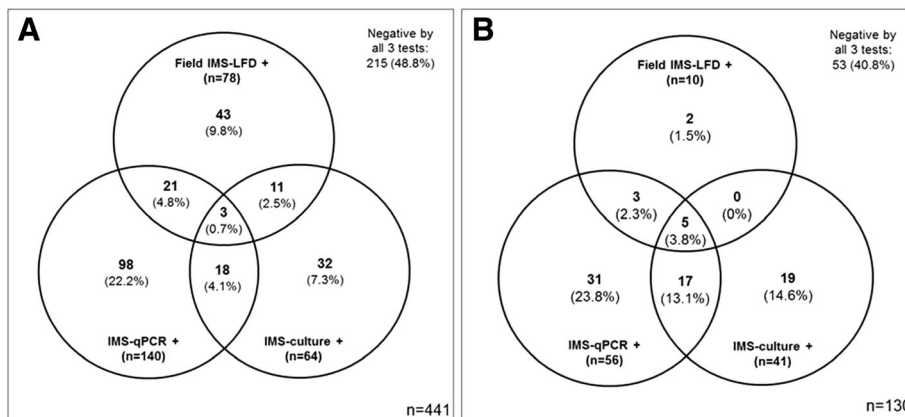 A
Negative by
all 3 tests:
215 (48.8%)
Field IMS-LFD +
(n=78)
43
(9.8%)
21
(4.8%)
11
(2.5%)
3
(0.7%)
98
(22.2%)
18
(4.1%)
32
(7.3%)
IMS-qPCR +
(n=140)
IMS-culture +
(n=64)
n=441
B
Negative by
all 3 tests:
53 (40.8%)
Field IMS-LFD +
(n=10)
2
(1.5%)
3
(2.3%)
0
(0%)
5
(3.8%)
31
(23.8%)
17
(13.1%)
19
(14.6%)
IMS-qPCR +
(n=56)
IMS-culture +
(n=41)
n=130